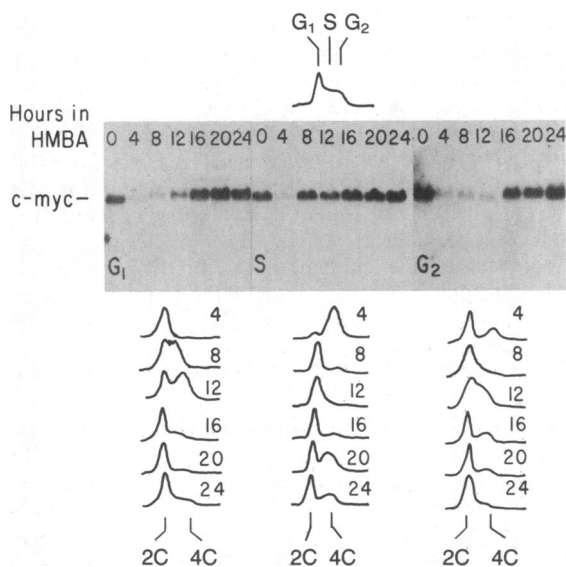 G₁ S G₂
Hours in
HMBA 0 4 8 12 16 20 24 0 4 8 12 16 20 24 0 4 8 12 16 20 24
c-myc-
G₁ S G₂
4 4 4
8 8 8
12 12 12
16 16 16
20 20 20
24 24 24
2C 4C 2C 4C 2C 4C